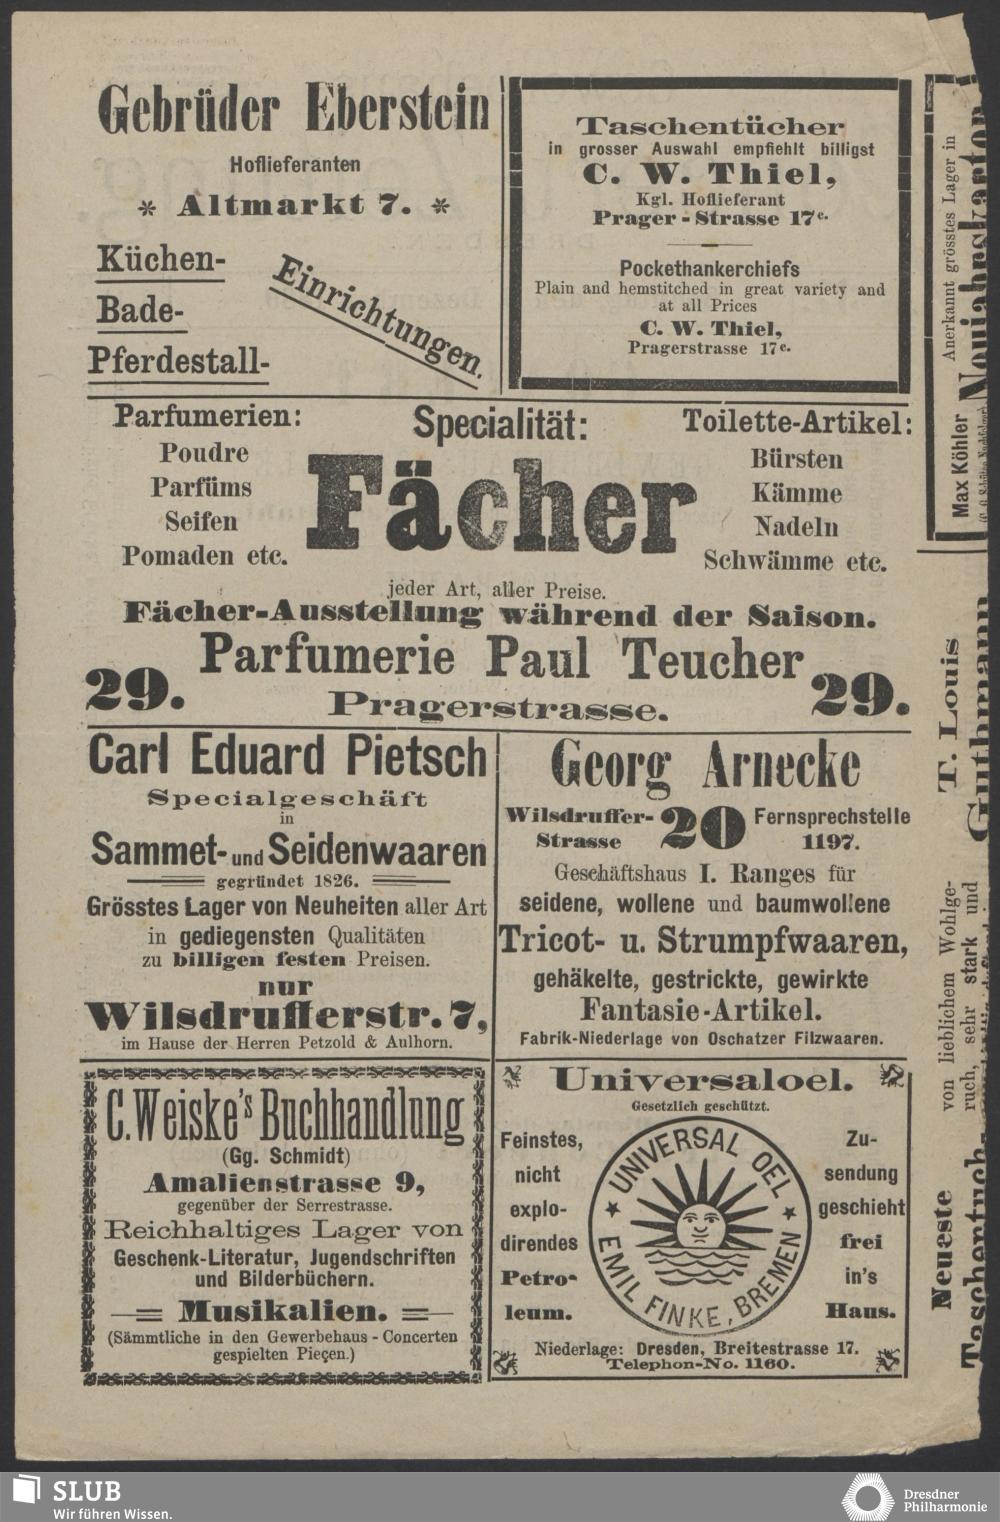 Gebrüder Eberstein
Hoflieferanten
* Altmarkt 7. *
Küchen-
Bade-
Pferdestall-
Einrichtungen.
Taschentücher
in grosser Auswahl empfiehlt billigst
C. W. Thiel,
Kgl. Hoflieferant
Prager-Strasse 17e.
Pockethankerchiefs
Plain and hemstitched in great variety and
at all Prices
C. W. Thiel,
Pragerstrasse 17e.
Parfumerien:
Poudre
Parfüms
Seifen
Pomaden etc.
Specialität:
Fächer
Toilette-Artikel:
Bürsten
Kämme
Nadeln
Schwämme etc.
jeder Art, aller Preise.
Fächer-Ausstellung während der Saison.
29. Parfumerie Paul Teucher 29.
Pragerstrasse.
Carl Eduard Pietsch
Specialgeschäft
in
Sammet- und Seidenwaaren
gegründet 1826.
Grösstes Lager von Neuheiten aller Art
in gediegensten Qualitäten
zu billigen festen Preisen.
nur
Wilsdrufferstr. 7,
im Hause der Herren Petzold & Aulhorn.
Georg Arnecke
Wilsdruffer-Strasse 20 Fernsprechstelle 1197.
Geschäftshaus I. Ranges für
seidene, wollene und baumwollene
Tricot- u. Strumpfwaaren,
gehäkelte, gestrickte, gewirkte
Fantasie-Artikel.
Fabrik-Niederlage von Oschatzer Filzwaaren.
C. Weiske's Buchhandlung
(Gg. Schmidt)
Amalienstrasse 9,
gegenüber der Serrestrasse.
Reichhaltiges Lager von
Geschenk-Literatur, Jugendschriften
und Bilderbüchern.
Musikalien.
(Sämmtliche in den Gewerbehaus-Concerten
gespielten Pieçen.)
Universaloel.
Gesetzlich geschützt.
Feinstes,
nicht
explo-
direndes
Petro-
leum.
UNIVERSAL OEL
EMIL FINKE, BREMEN
Zu-
sendung
geschieht
frei
in's
Haus.
Niederlage: Dresden, Breitestrasse 17.
Telephon-No. 1160.
Max Köhler Anerkannt grösstes Lager in
Neujahrskarten
T. Louis
Guthmann
Neueste
Taschentuch-
von lieblichem Wohlge-
ruch, sehr stark und
SLUB
Wir führen Wissen.
Dresdner
Philharmonie